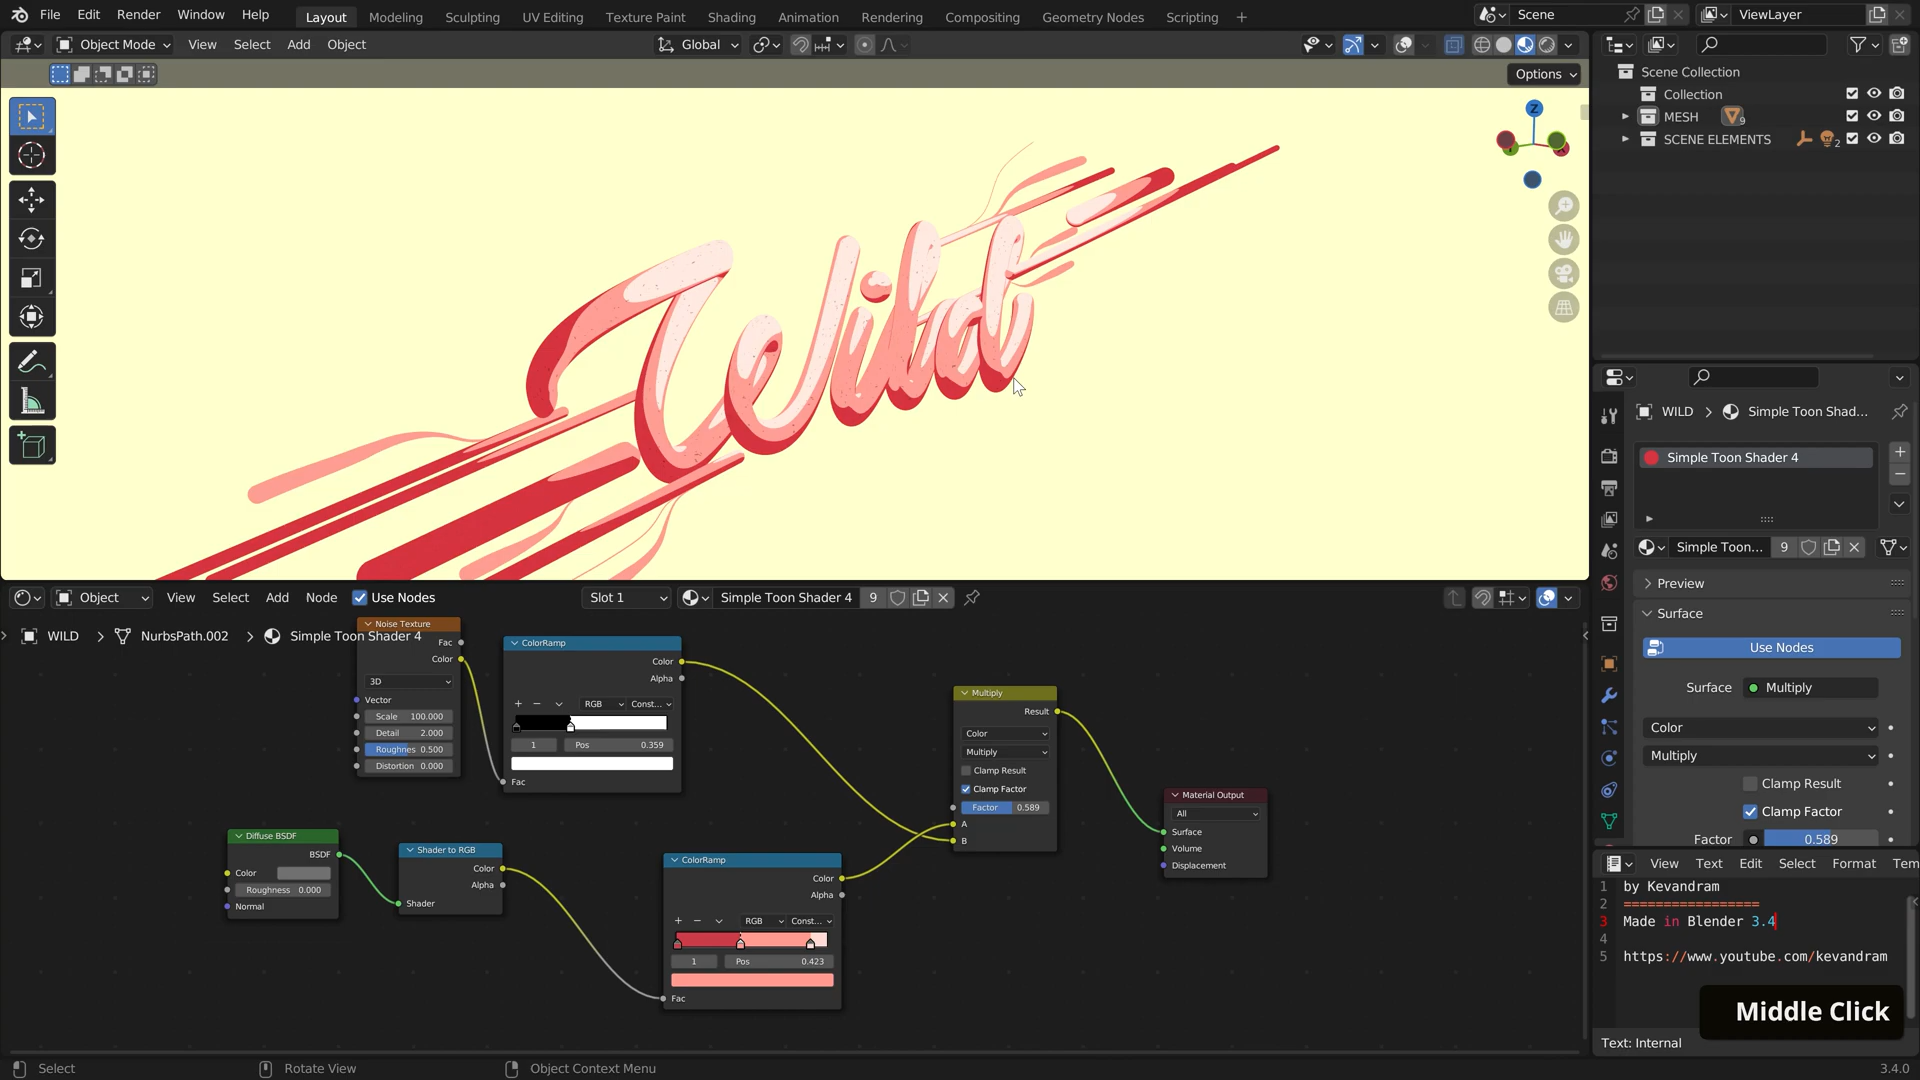 File Edit Render Window Help Layout Modeling Sculpting UV Editing Texture Paint Shading Animation Rendering Compositing Geometry Nodes Scripting + Scene ViewLayer
Object Mode View Select Add Object Global
Options
Scene Collection
Collection
MESH 9
SCENE ELEMENTS 2
Z
Wild
WILD > Simple Toon Shad...
Simple Toon Shader 4
Simple Toon... 9
Preview
Surface
Use Nodes
Surface Multiply
Color
Multiply
Clamp Result
Clamp Factor
Factor 0.589
Object View Select Add Node Use Nodes Slot 1 Simple Toon Shader 4 9
WILD > NurbsPath.002 > Simple Toon Shader 4
Noise Texture
Fac
Color
3D
Vector
Scale 100.000
Detail 2.000
Roughnes 0.500
Distortion 0.000
ColorRamp
Color
Alpha
+ − RGB Const...
1 Pos 0.359
Fac
Multiply
Result
Color
Multiply
Clamp Result
Clamp Factor
Factor 0.589
A
B
Material Output
All
Surface
Volume
Displacement
Diffuse BSDF
BSDF
Color
Roughness 0.000
Normal
Shader to RGB
Color
Alpha
Shader
ColorRamp
Color
Alpha
+ − RGB Const...
1 Pos 0.423
Fac
View Text Edit Select Format Tem
1 by Kevandram
2 =================
3 Made in Blender 3.4
4
5 https://www.youtube.com/kevandram
Middle Click
Text: Internal
Select Rotate View Object Context Menu 3.4.0